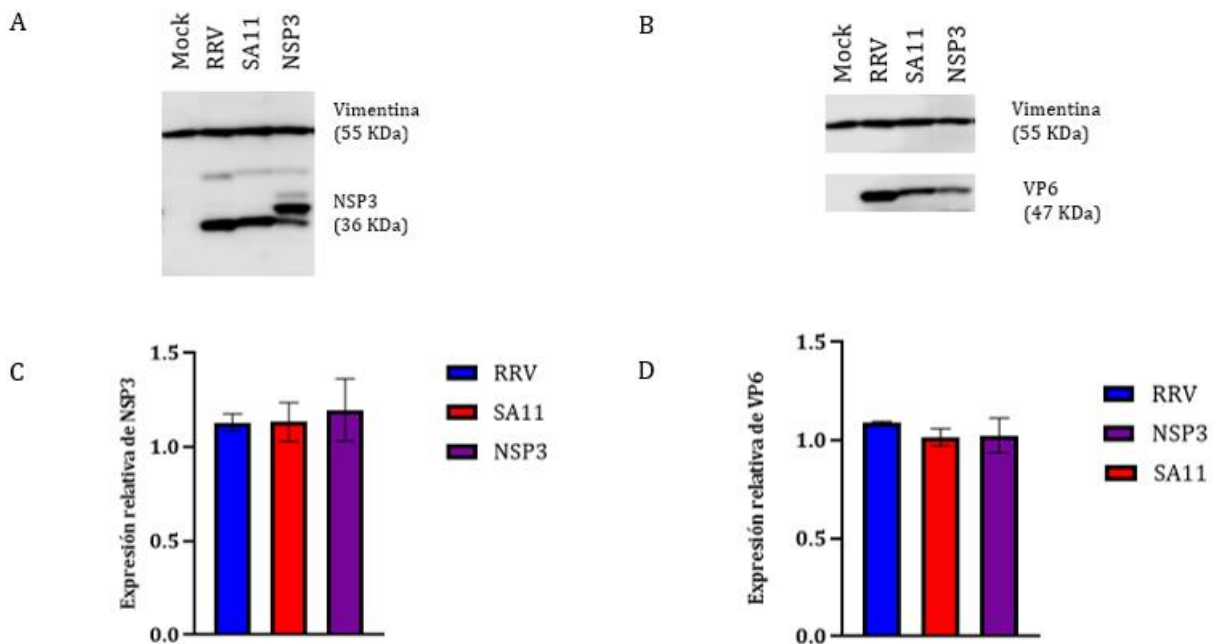 A
Mock
RRV
SA11
NSP3
Vimentina
(55 KDa)
NSP3
(36 KDa)
B
Mock
RRV
SA11
NSP3
Vimentina
(55 KDa)
VP6
(47 KDa)
C
Expresión relativa de NSP3
1.5
1.0
0.5
0.0
RRV
SA11
NSP3
D
Expresión relativa de VP6
1.5
1.0
0.5
0.0
RRV
NSP3
SA11